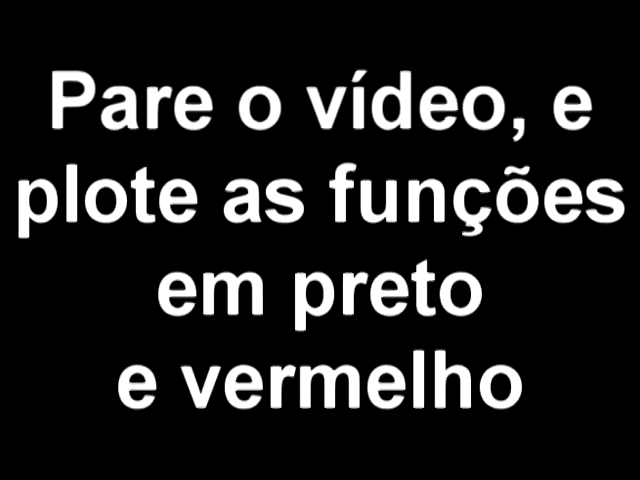 Pare o vídeo, e
plote as funções
em preto
e vermelho